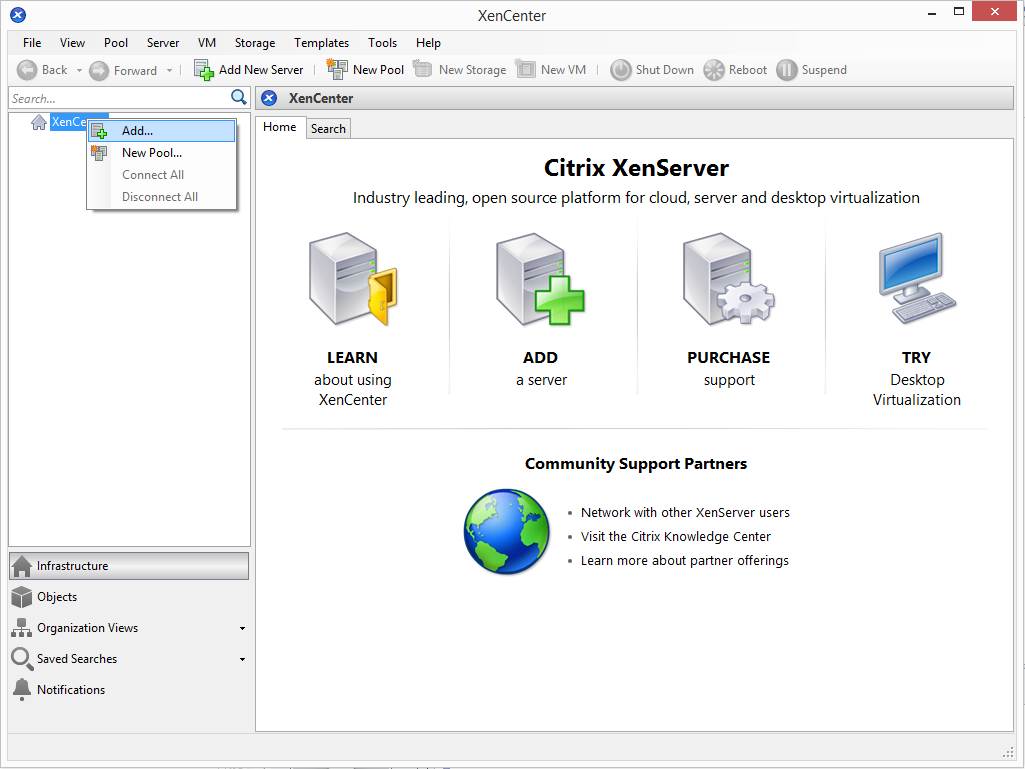 XenCenter
File View Pool Server VM Storage Templates Tools Help
Back Forward Add New Server New Pool New Storage New VM Shut Down Reboot Suspend
Search...
XenCenter
XenCe
Add...
New Pool...
Connect All
Disconnect All
Home Search
Citrix XenServer
Industry leading, open source platform for cloud, server and desktop virtualization
LEARN
about using
XenCenter
ADD
a server
PURCHASE
support
TRY
Desktop
Virtualization
Community Support Partners
• Network with other XenServer users
• Visit the Citrix Knowledge Center
• Learn more about partner offerings
Infrastructure
Objects
Organization Views
Saved Searches
Notifications